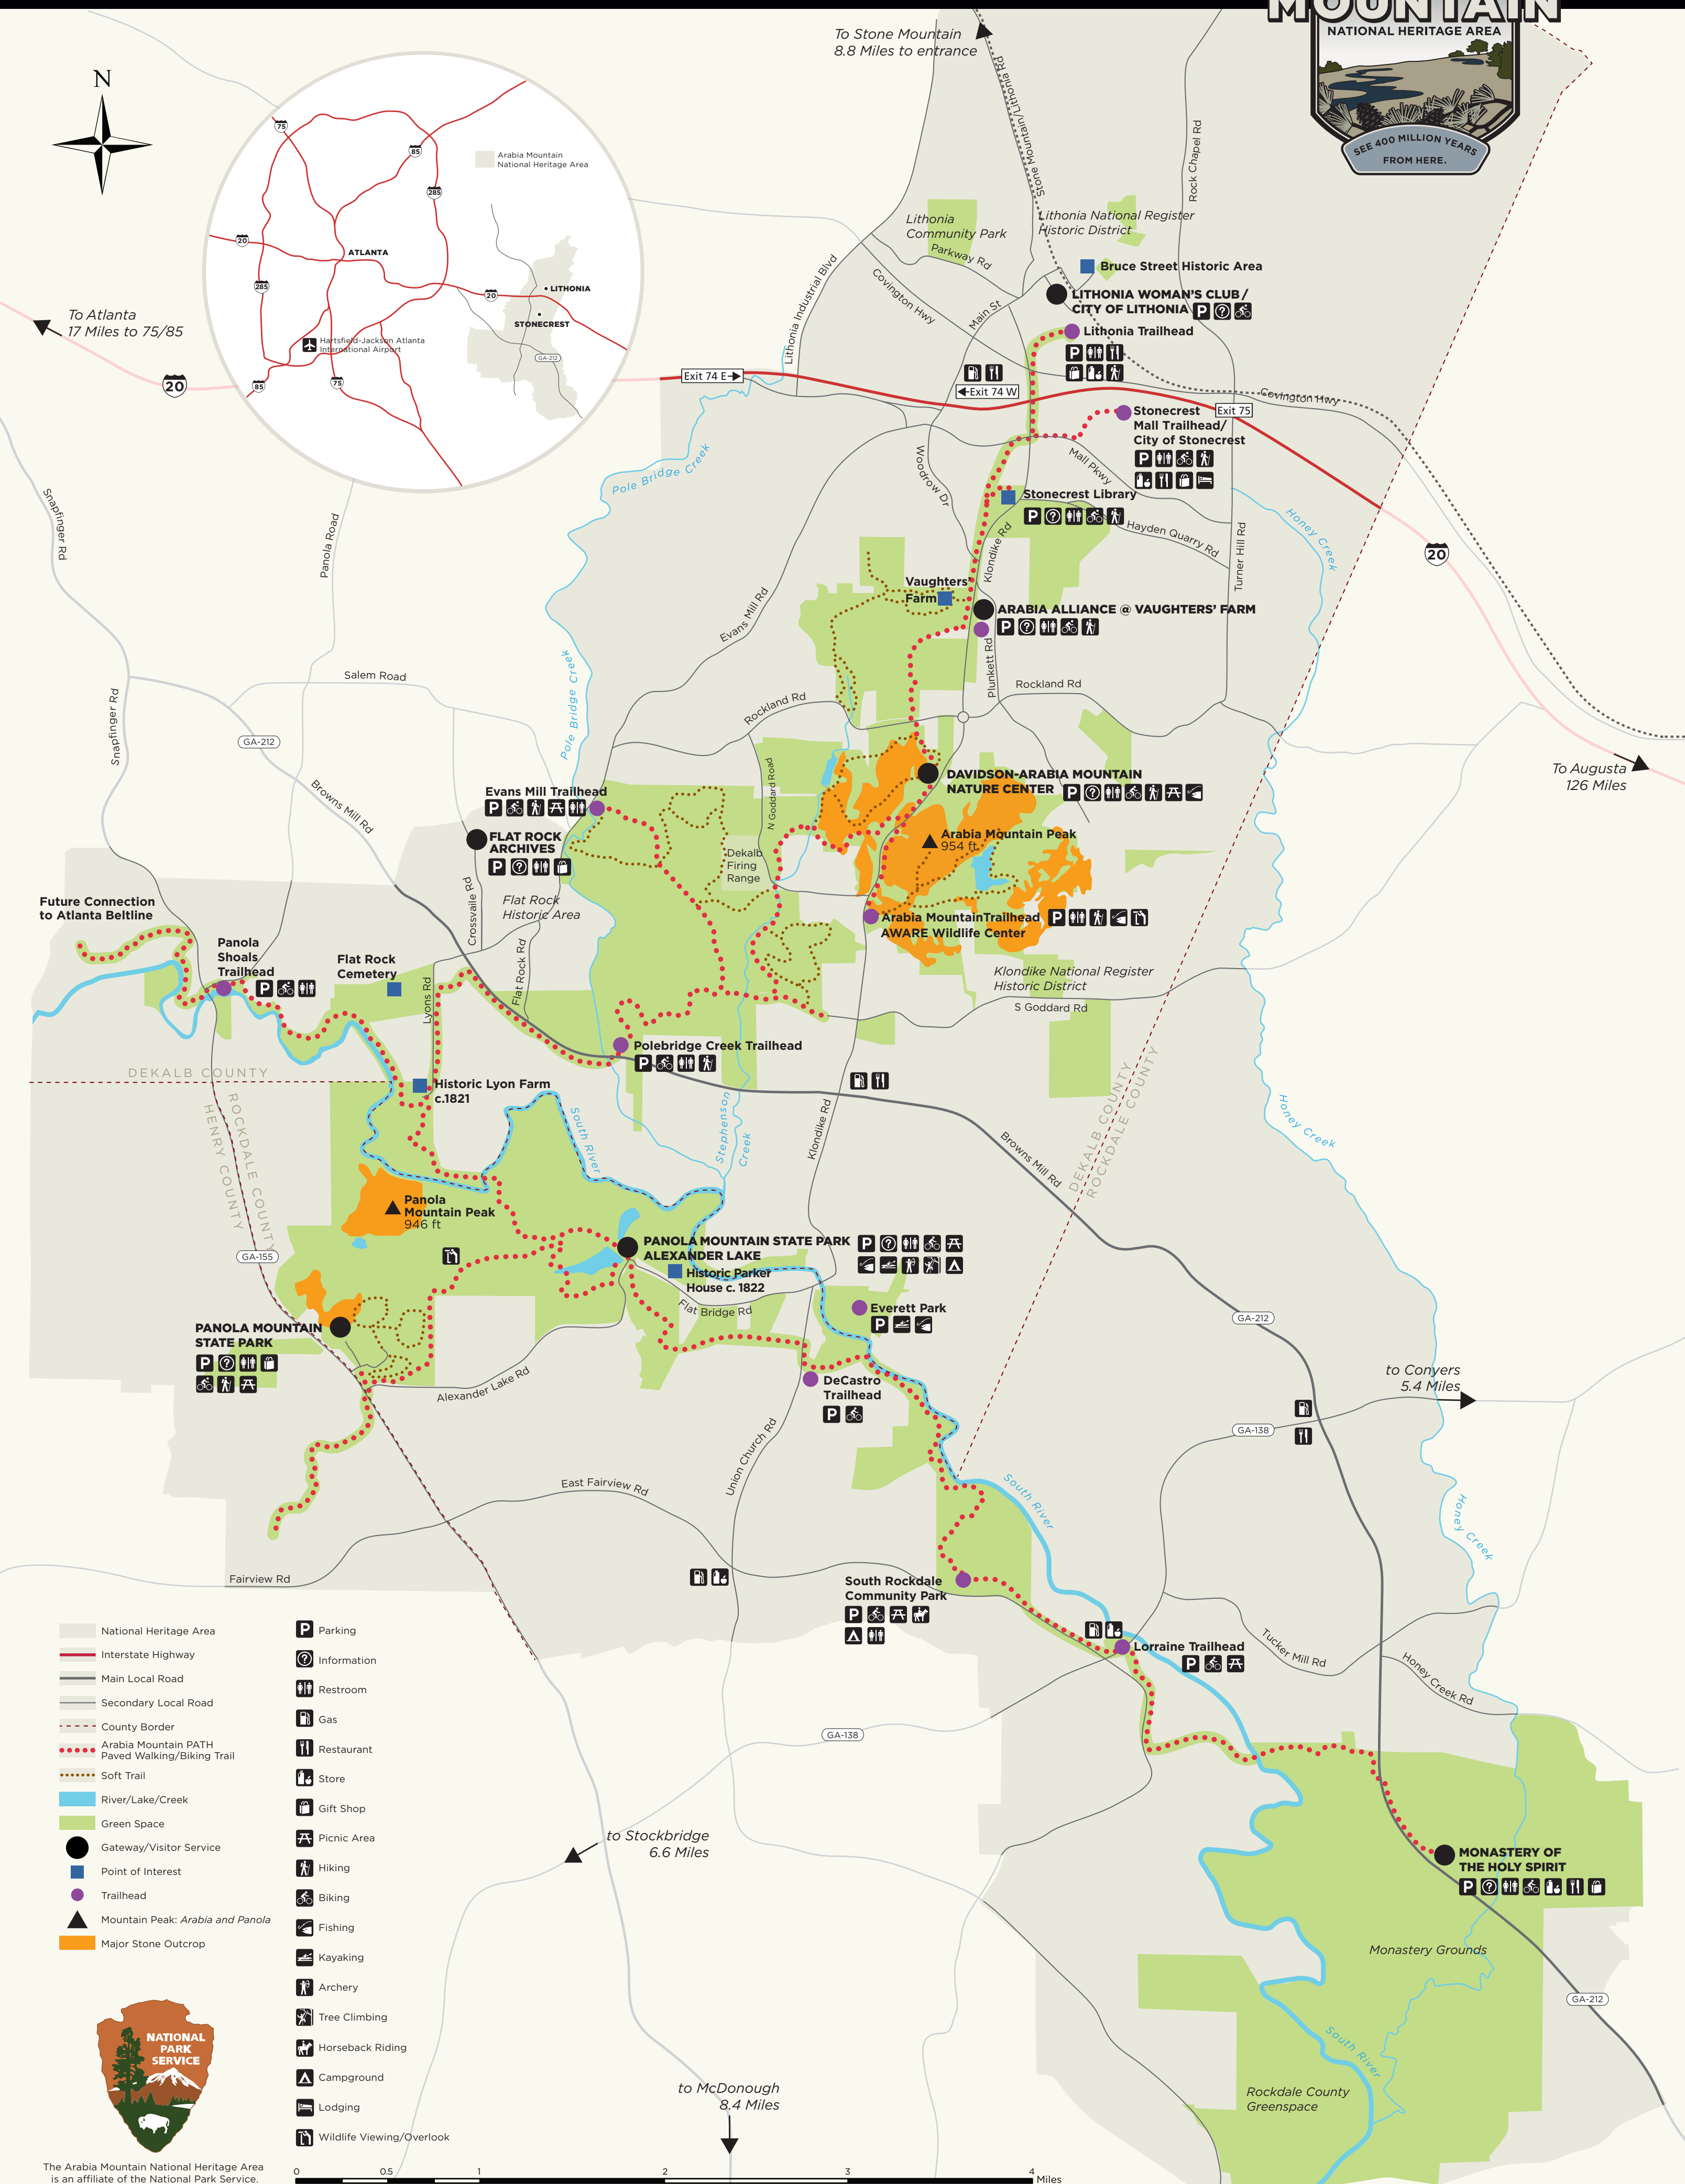 MOUNTAIN
NATIONAL HERITAGE AREA
SEE 400 MILLION YEARS
FROM HERE.
To Stone Mountain
8.8 Miles to entrance
N
75
85
285
20
ATLANTA
285
20
LITHONIA
STONECREST
GA-212
Hartsfield-Jackson Atlanta
International Airport
85
75
Arabia Mountain
National Heritage Area
To Atlanta
17 Miles to 75/85
20
Stone Mountain/Lithonia Rd
Rock Chapel Rd
Lithonia
Community Park
Lithonia National Register
Historic District
Parkway Rd
Bruce Street Historic Area
Lithonia Industrial Blvd
Covington Hwy
Main St
LITHONIA WOMAN'S CLUB /
CITY OF LITHONIA
Lithonia Trailhead
Exit 74 E
Exit 74 W
Covington Hwy
Exit 75
Stonecrest
Mall Trailhead/
City of Stonecrest
Mall Pkwy
Woodrow Dr
Pole Bridge Creek
Stonecrest Library
Hayden Quarry Rd
Klondike Rd
Turner Hill Rd
Honey Creek
20
Snapfinger Rd
Panola Road
Evans Mill Rd
Vaughters'
Farm
ARABIA ALLIANCE @ VAUGHTERS' FARM
Plunkett Rd
Rockland Rd
Salem Road
Pole Bridge Creek
Snapfinger Rd
GA-212
Rockland Rd
N Goddard Road
DAVIDSON-ARABIA MOUNTAIN
NATURE CENTER
To Augusta
126 Miles
Browns Mill Rd
Evans Mill Trailhead
FLAT ROCK
ARCHIVES
Arabia Mountain Peak
954 ft
Dekalb
Firing
Range
Crossvale Rd
Flat Rock
Historic Area
Arabia MountainTrailhead
AWARE Wildlife Center
Future Connection
to Atlanta Beltline
Panola
Shoals
Trailhead
Flat Rock
Cemetery
Lyons Rd
Flat Rock Rd
Klondike National Register
Historic District
S Goddard Rd
Polebridge Creek Trailhead
DEKALB COUNTY
ROCKDALE COUNTY
HENRY COUNTY
Historic Lyon Farm
c.1821
South River
Stephenson
Creek
Klondike Rd
Browns Mill Rd
DEKALB COUNTY
ROCKDALE COUNTY
Honey Creek
Panola
Mountain Peak
946 ft
GA-155
PANOLA MOUNTAIN STATE PARK
ALEXANDER LAKE
Historic Parker
House c. 1822
Flat Bridge Rd
Everett Park
GA-212
PANOLA MOUNTAIN
STATE PARK
Alexander Lake Rd
DeCastro
Trailhead
to Conyers
5.4 Miles
GA-138
Union Church Rd
East Fairview Rd
South River
Honey Creek
Fairview Rd
South Rockdale
Community Park
Lorraine Trailhead
Tucker Mill Rd
Honey Creek Rd
GA-138
to Stockbridge
6.6 Miles
MONASTERY OF
THE HOLY SPIRIT
Monastery Grounds
GA-212
South River
Rockdale County
Greenspace
to McDonough
8.4 Miles
National Heritage Area
Interstate Highway
Main Local Road
Secondary Local Road
County Border
Arabia Mountain PATH
Paved Walking/Biking Trail
Soft Trail
River/Lake/Creek
Green Space
Gateway/Visitor Service
Point of Interest
Trailhead
Mountain Peak: Arabia and Panola
Major Stone Outcrop
P Parking
? Information
Restroom
Gas
Restaurant
Store
Gift Shop
Picnic Area
Hiking
Biking
Fishing
Kayaking
Archery
Tree Climbing
Horseback Riding
Campground
Lodging
Wildlife Viewing/Overlook
NATIONAL
PARK
SERVICE
The Arabia Mountain National Heritage Area
is an affiliate of the National Park Service.
0 0.5 1 2 3 4 Miles